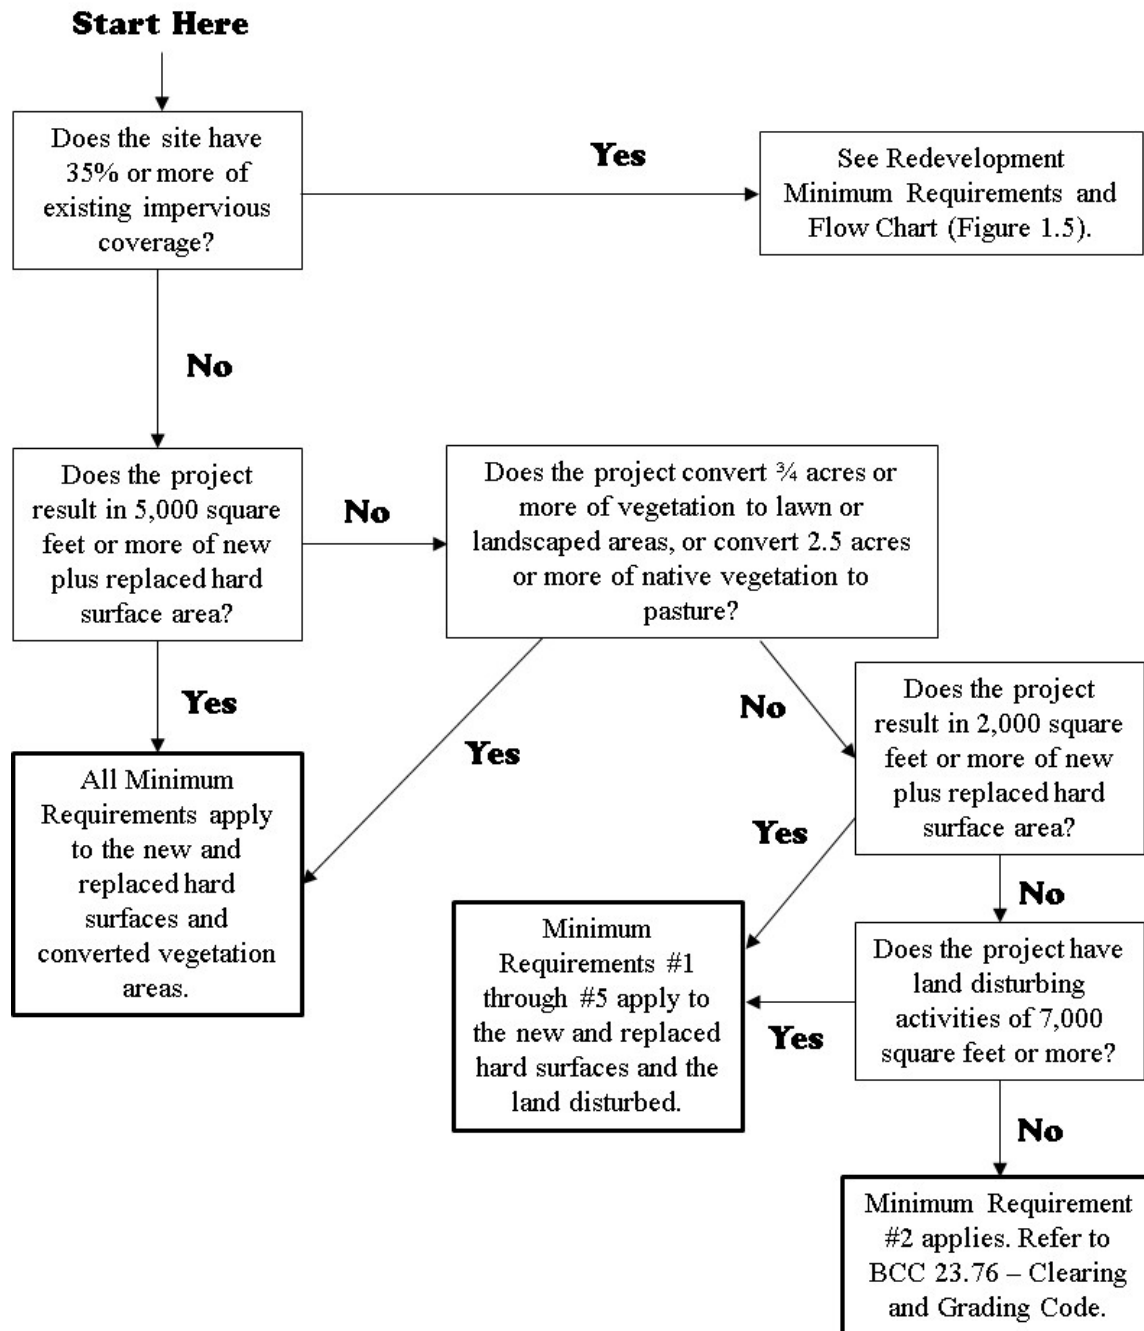 Start Here
Does the site have
35% or more of
existing impervious
coverage?
Yes
See Redevelopment
Minimum Requirements and
Flow Chart (Figure 1.5).
No
Does the project
result in 5,000 square
feet or more of new
plus replaced hard
surface area?
No
Does the project convert ¾ acres or
more of vegetation to lawn or
landscaped areas, or convert 2.5 acres
or more of native vegetation to
pasture?
Yes
Yes
No
Does the project
result in 2,000 square
feet or more of new
plus replaced hard
surface area?
All Minimum
Requirements apply
to the new and
replaced hard
surfaces and
converted vegetation
areas.
Yes
No
Minimum
Requirements #1
through #5 apply to
the new and replaced
hard surfaces and the
land disturbed.
Yes
Does the project have
land disturbing
activities of 7,000
square feet or more?
No
Minimum Requirement
#2 applies. Refer to
BCC 23.76 – Clearing
and Grading Code.